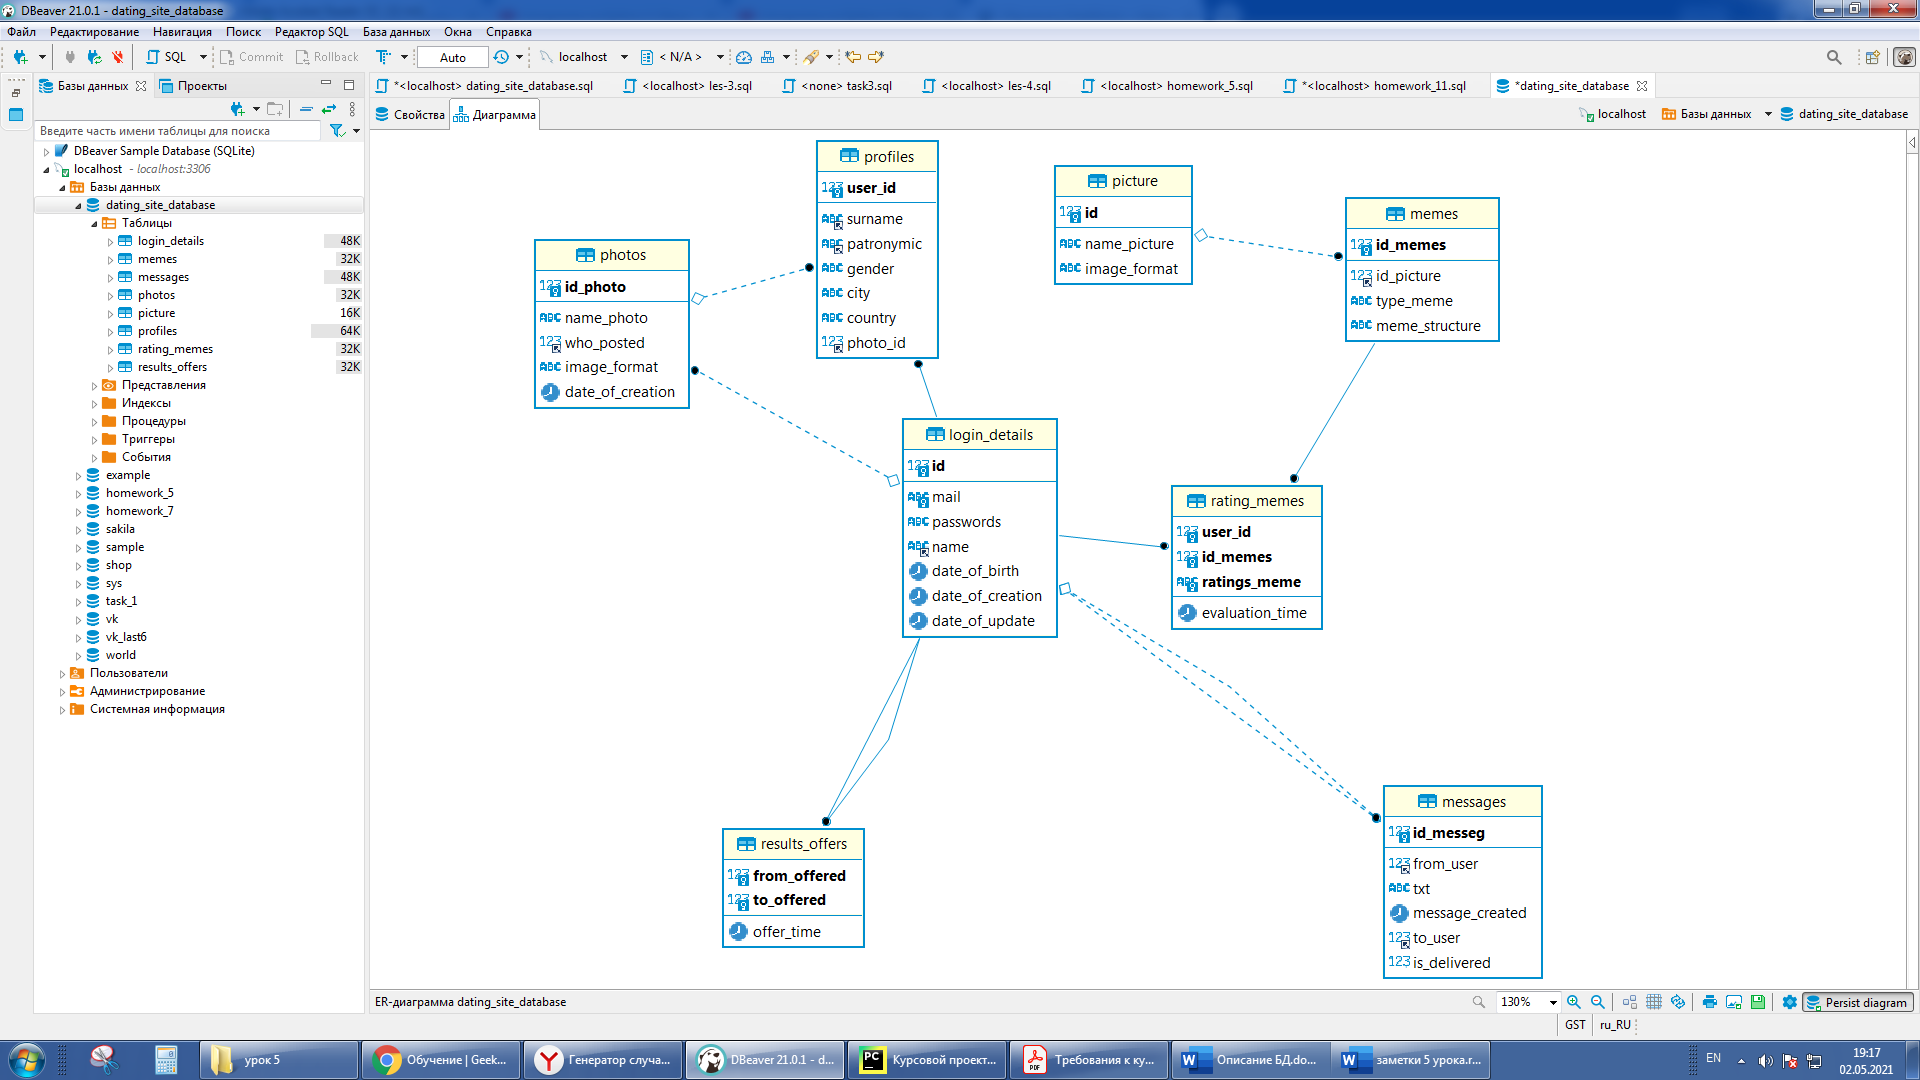 DBeaver 21.0.1 - dating_site_database
Файл Редактирование Навигация Поиск Редактор SQL База данных Окна Справка
SQL Commit Rollback Auto localhost < N/A >
Базы данных Проекты
*<localhost> dating_site_database.sql <localhost> les-3.sql <none> task3.sql <localhost> les-4.sql <localhost> homework_5.sql *<localhost> homework_11.sql *dating_site_database
Свойства Диаграмма localhost Базы данных dating_site_database
Введите часть имени таблицы для поиска
DBeaver Sample Database (SQLite)
localhost - localhost:3306
Базы данных
dating_site_database
Таблицы
login_details 48K
memes 32K
messages 48K
photos 32K
picture 16K
profiles 64K
rating_memes 32K
results_offers 32K
Представления
Индексы
Процедуры
Триггеры
События
example
homework_5
homework_7
sakila
sample
shop
sys
task_1
vk
vk_last6
world
Пользователи
Администрирование
Системная информация
profiles
user_id
surname
patronymic
gender
city
country
photo_id
picture
id
name_picture
image_format
memes
id_memes
id_picture
type_meme
meme_structure
photos
id_photo
name_photo
who_posted
image_format
date_of_creation
login_details
id
mail
passwords
name
date_of_birth
date_of_creation
date_of_update
rating_memes
user_id
id_memes
ratings_meme
evaluation_time
results_offers
from_offered
to_offered
offer_time
messages
id_messeg
from_user
txt
message_created
to_user
is_delivered
ER-диаграмма dating_site_database 130% Persist diagram
GST ru_RU
урок 5 Обучение | Geek... Генератор случа... DBeaver 21.0.1 - d... Курсовой проект... Требования к ку... Описание БД.do... заметки 5 урока.r... EN 19:17
02.05.2021